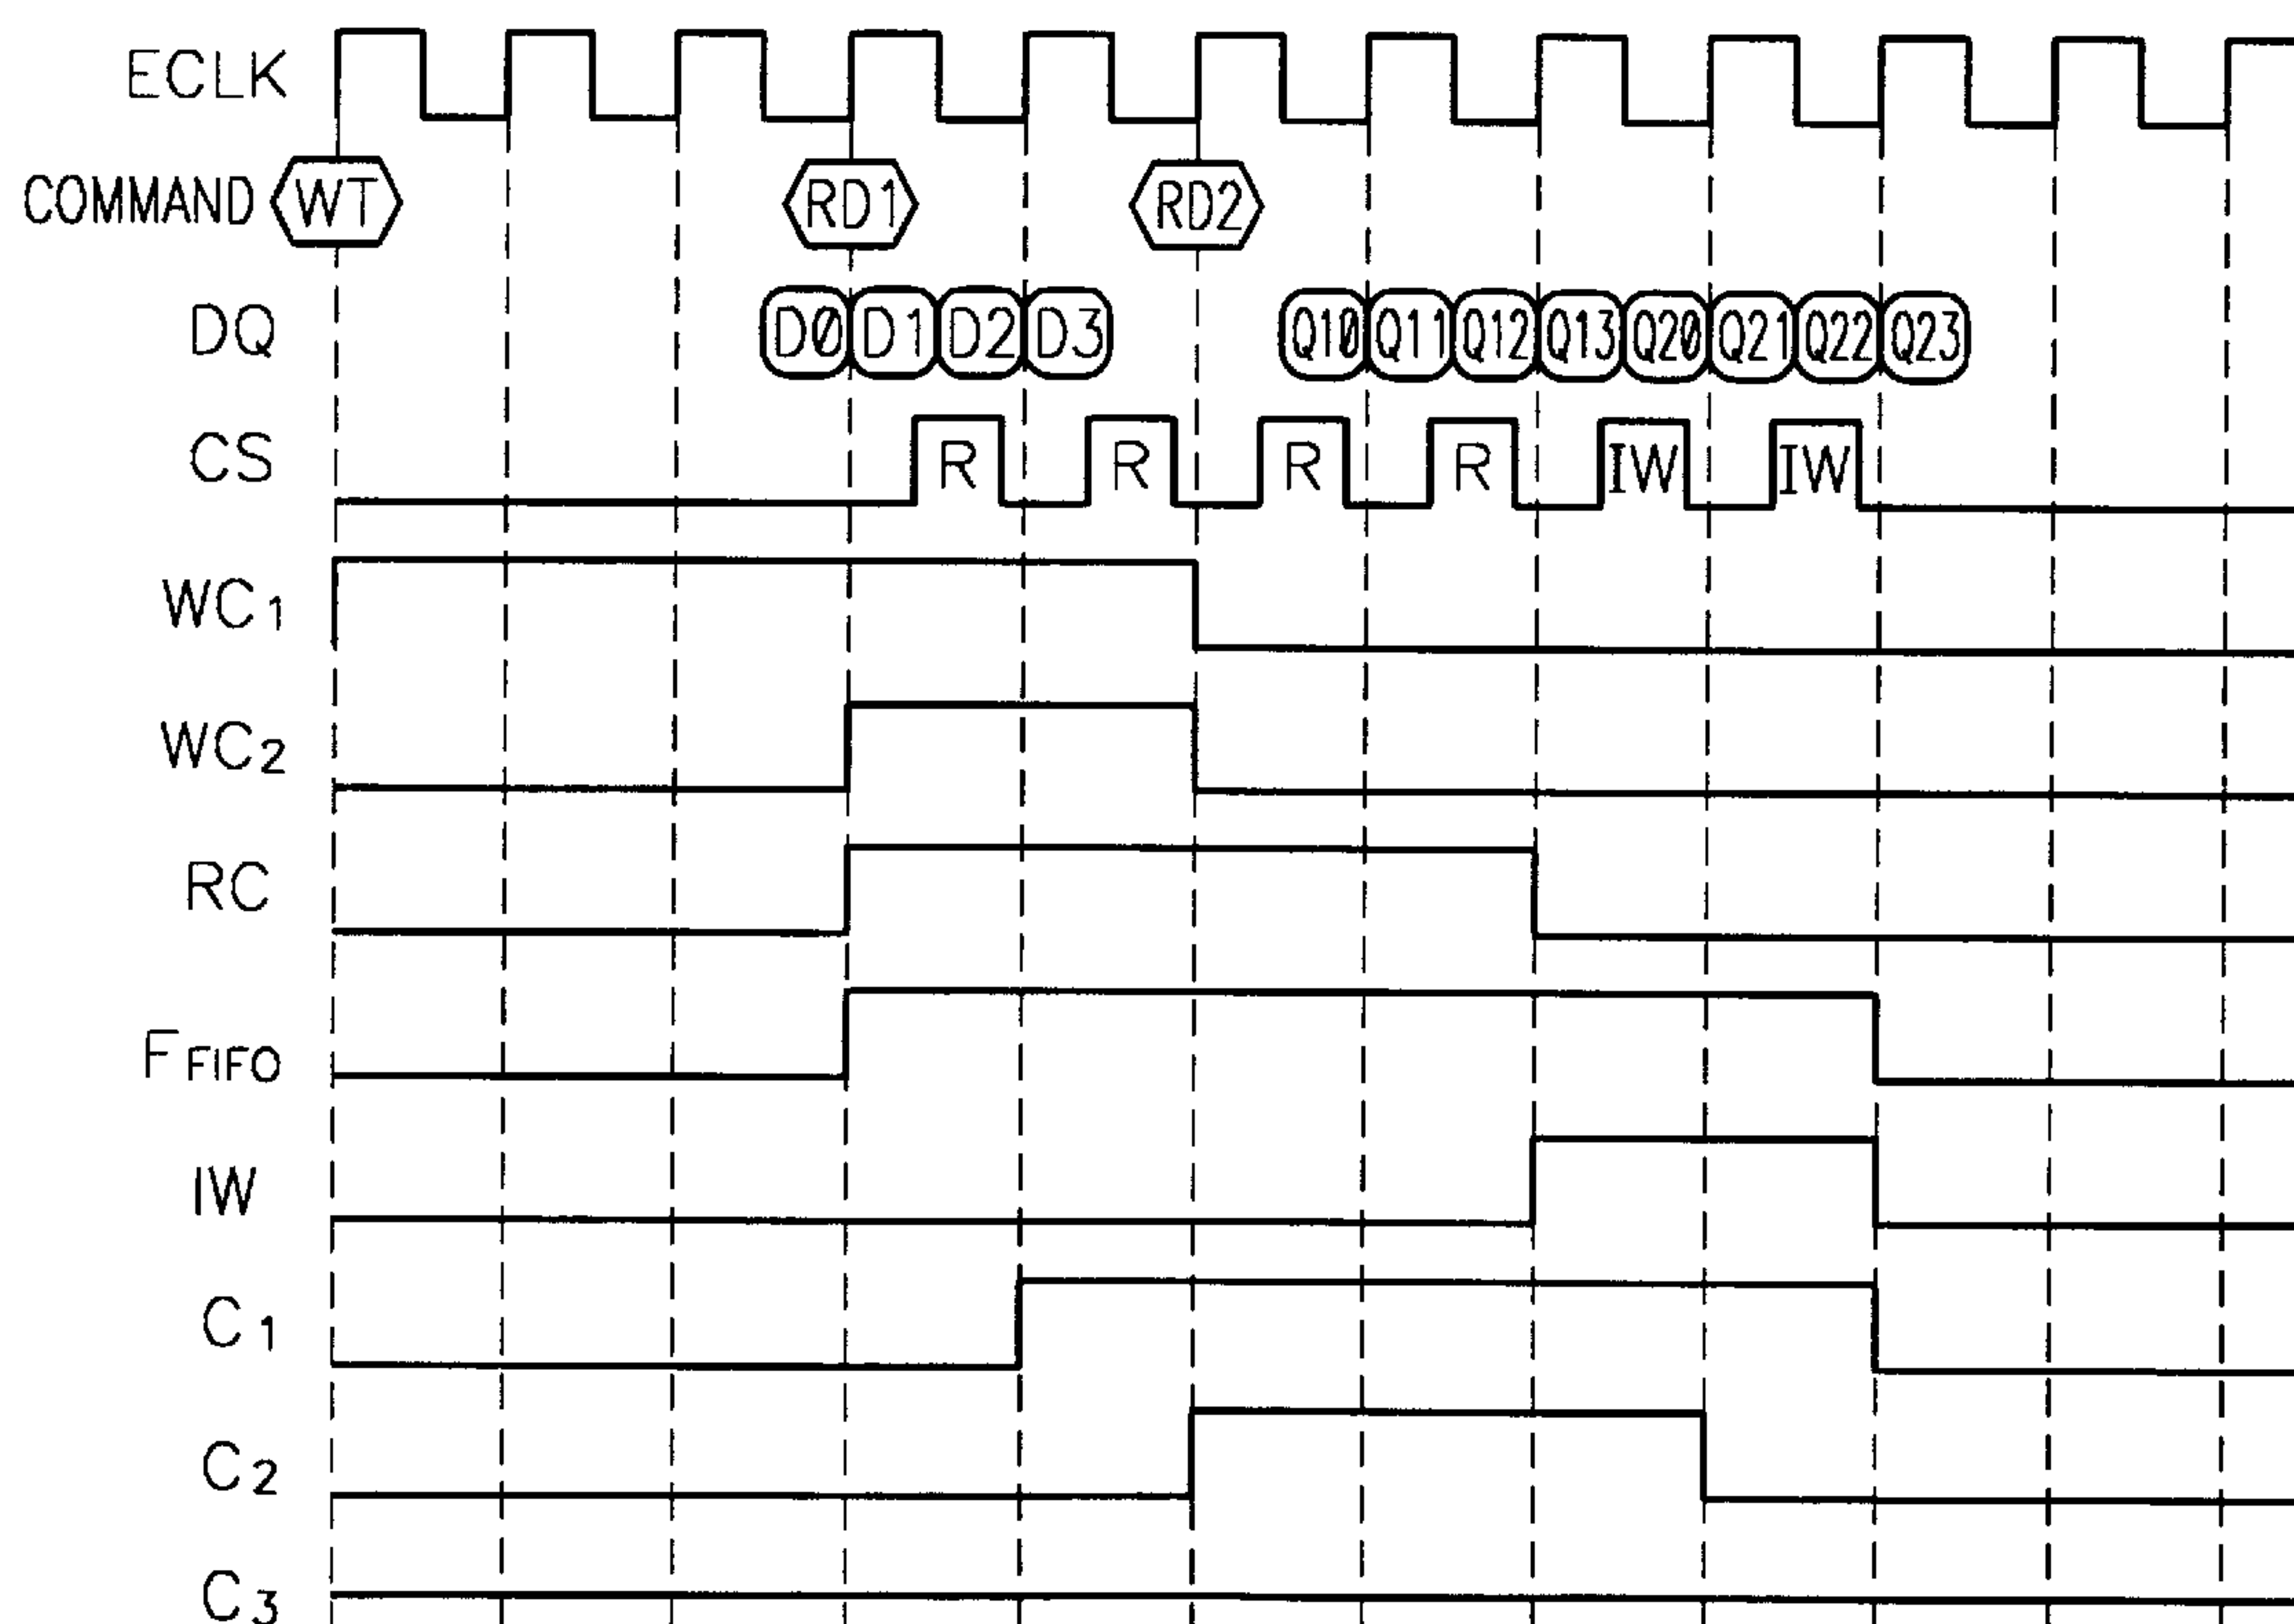 ECLK
COMMAND WT RD1 RD2
DQ D0 D1 D2 D3 Q10 Q11 Q12 Q13 Q20 Q21 Q22 Q23
CS R R R R IW IW
WC1
WC2
RC
FFIFO
IW
C1
C2
C3